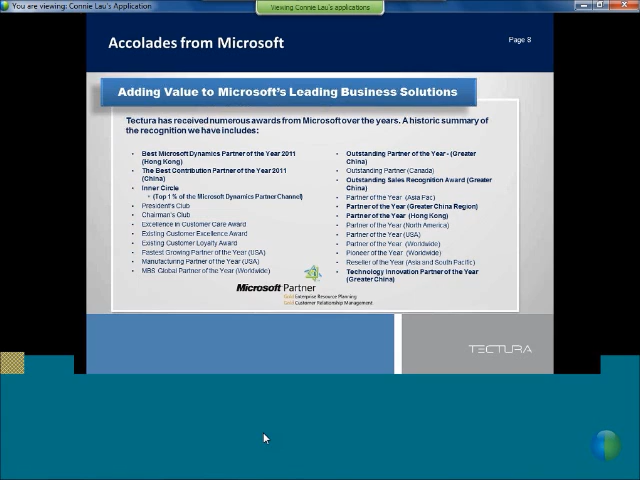 You are viewing: Connie Lau's Application
Viewing Connie Lau's applications
Accolades from Microsoft
Page 8
Adding Value to Microsoft's Leading Business Solutions
Tectura has received numerous awards from Microsoft over the years. A historic summary of
the recognition we have includes:
• Best Microsoft Dynamics Partner of the Year 2011
(Hong Kong)
• The Best Contribution Partner of the Year 2011
(China)
• Inner Circle
• (Top 1% of the Microsoft Dynamics Partner Channel)
• President's Club
• Chairman's Club
• Excellence in Customer Care Award
• Existing Customer Excellence Award
• Existing Customer Loyalty Award
• Fastest Growing Partner of the Year (USA)
• Manufacturing Partner of the Year (USA)
• MBS Global Partner of the Year (Worldwide)
• Outstanding Partner of the Year - (Greater
China)
• Outstanding Partner (Canada)
• Outstanding Sales Recognition Award (Greater
China)
• Partner of the Year (Asia Pac)
• Partner of the Year (Greater China Region)
• Partner of the Year (Hong Kong)
• Partner of the Year (North America)
• Partner of the Year (USA)
• Partner of the Year (Worldwide)
• Pioneer of the Year (Worldwide)
• Reseller of the Year (Asia and South Pacific)
• Technology Innovation Partner of the Year
(Greater China)
Microsoft Partner
Gold Enterprise Resource Planning
Gold Customer Relationship Management
TECTURA